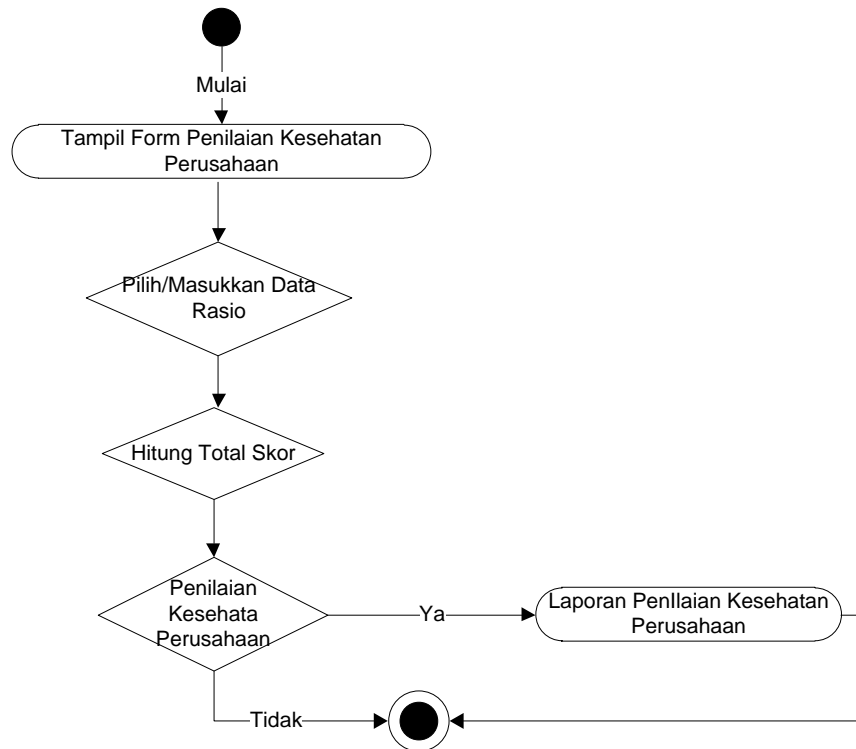 Mulai
Tampil Form Penilaian Kesehatan
Perusahaan
Pilih/Masukkan Data
Rasio
Hitung Total Skor
Penilaian
Kesehata
Perusahaan
Ya
Laporan PenIlaian Kesehatan
Perusahaan
Tidak